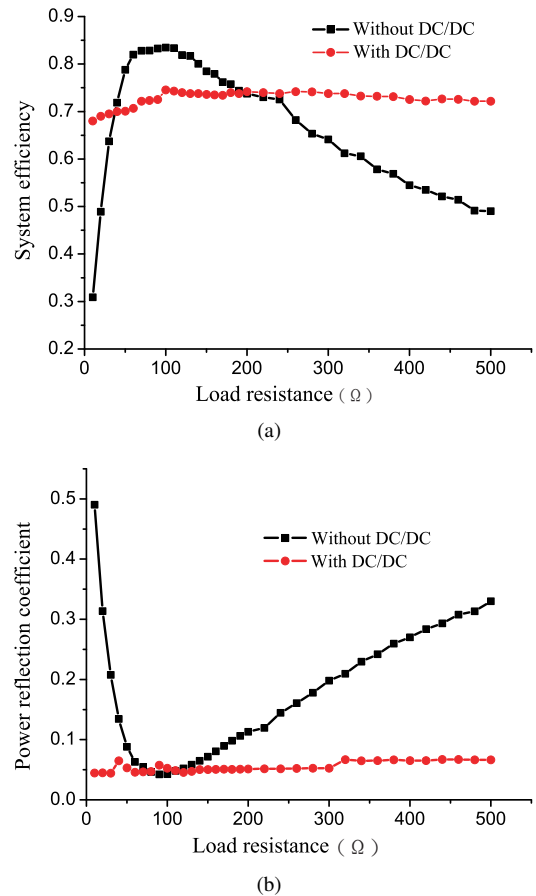 0.9
0.8
0.7
0.6
0.5
0.4
0.3
0.2
System efficiency
Without DC/DC
With DC/DC
0 100 200 300 400 500
Load resistance（Ω）
(a)
0.5
0.4
0.3
0.2
0.1
0.0
Power reflection coefficient
Without DC/DC
With DC/DC
0 100 200 300 400 500
Load resistance（Ω）
(b)